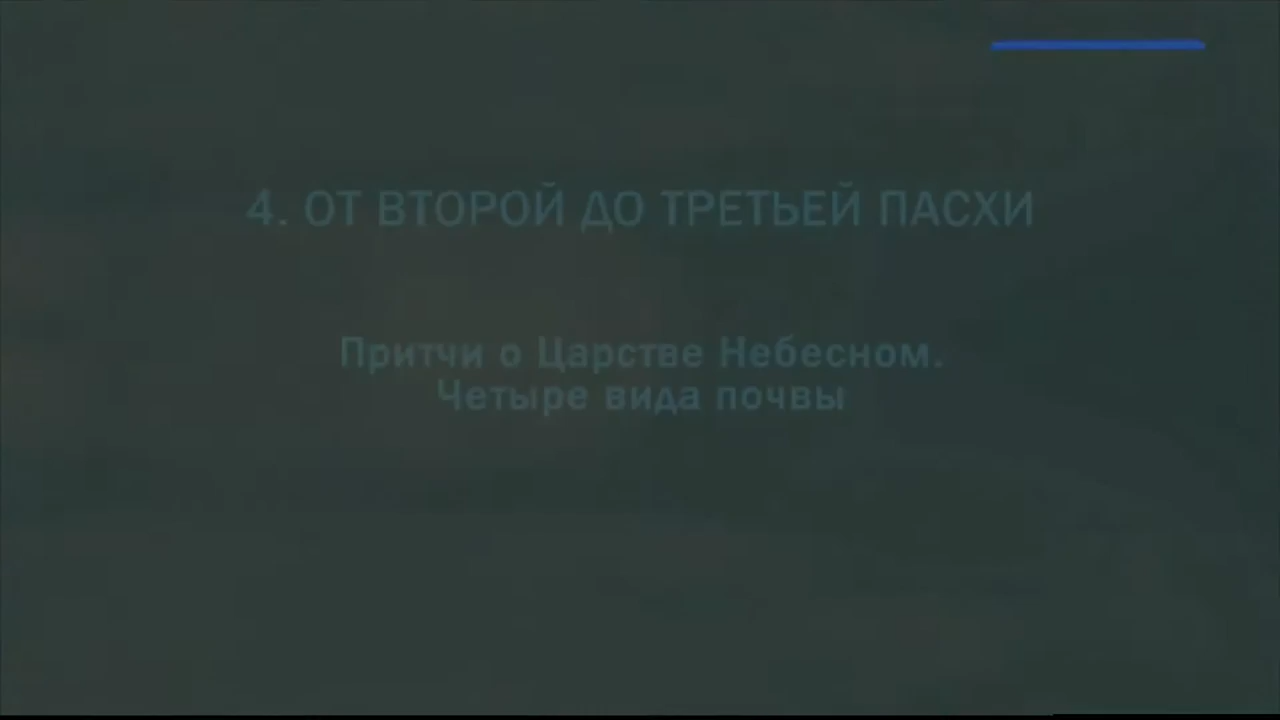 4. ОТ ВТОРОЙ ДО ТРЕТЬЕЙ ПАСХИ
Притчи о Царстве Небесном.
Четыре вида почвы